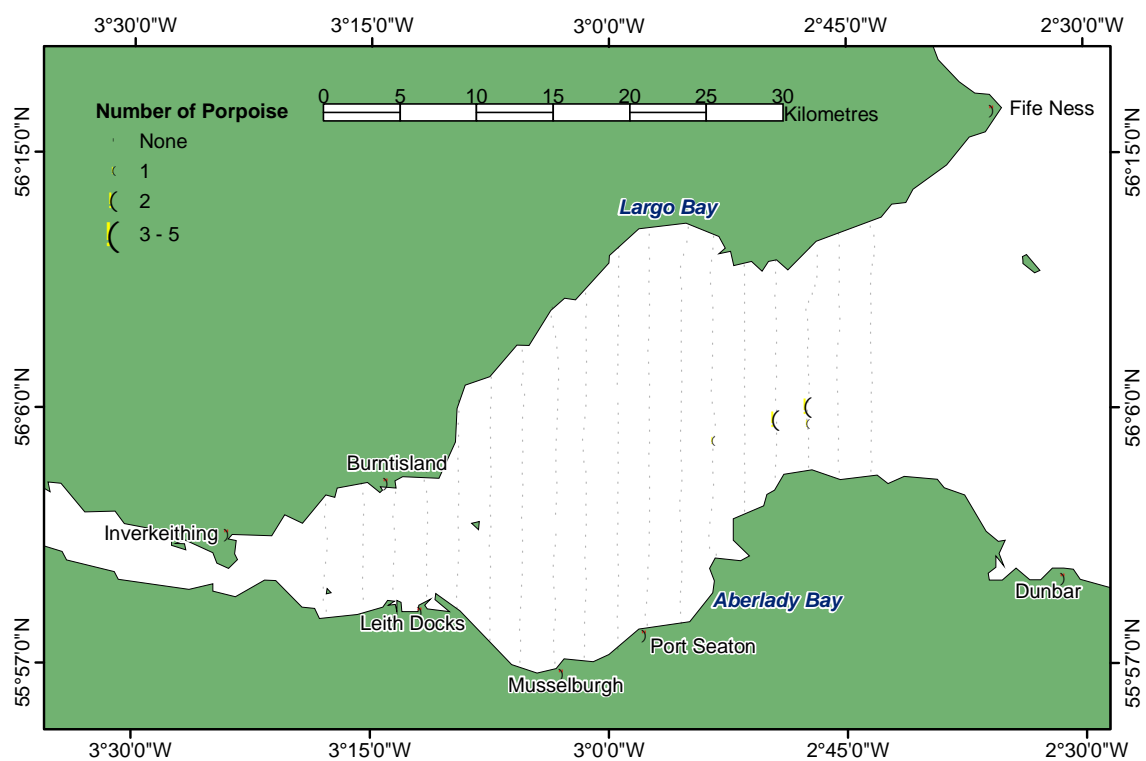 3°30'0"W 3°15'0"W 3°0'0"W 2°45'0"W 2°30'0"W
0 5 10 15 20 25 30
Kilometres
Number of Porpoise
None
1
2
3 - 5
Fife Ness
56°15'0"N
56°15'0"N
Largo Bay
56°6'0"N
56°6'0"N
Burntisland
Inverkeithing
Dunbar
Aberlady Bay
Leith Docks
Port Seaton
Musselburgh
55°57'0"N
55°57'0"N
3°30'0"W 3°15'0"W 3°0'0"W 2°45'0"W 2°30'0"W